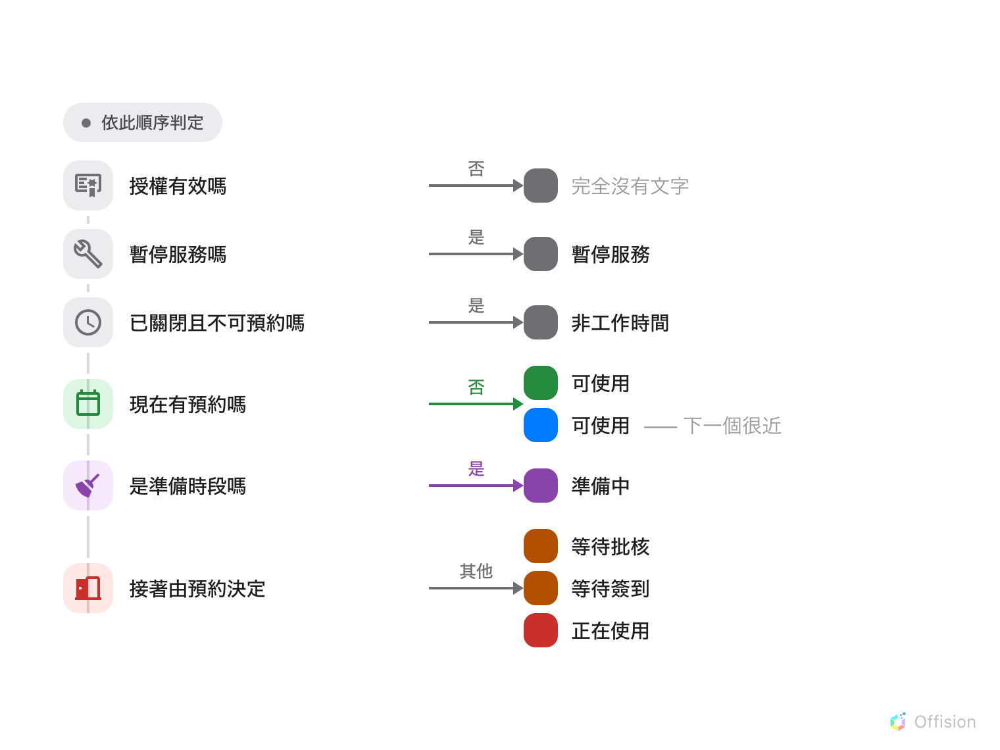 依此順序判定
授權有效嗎
否
完全沒有文字
暫停服務嗎
是
暫停服務
已關閉且不可預約嗎
是
非工作時間
現在有預約嗎
否
可使用
可使用 —— 下一個很近
是準備時段嗎
是
準備中
接著由預約決定
其他
等待批核
等待簽到
正在使用
Offision